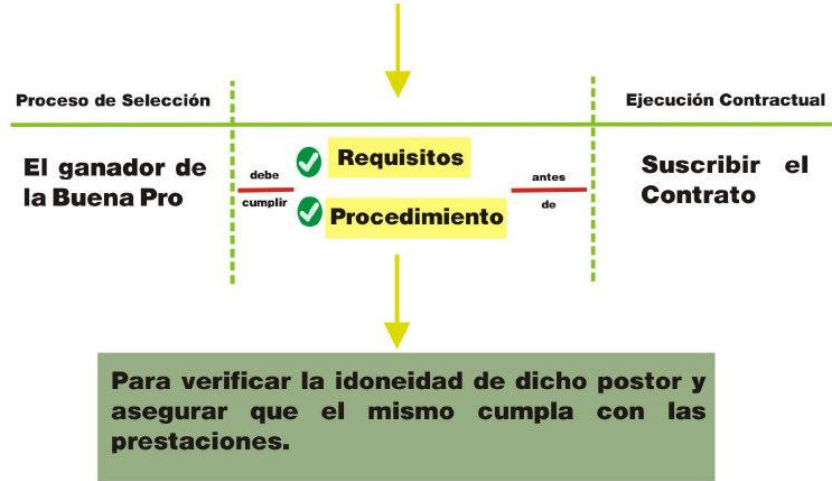 Proceso de Selección
Ejecución Contractual
El ganador de
la Buena Pro
debe
cumplir
Requisitos
Procedimiento
antes
de
Suscribir el
Contrato
Para verificar la idoneidad de dicho postor y
asegurar que el mismo cumpla con las
prestaciones.